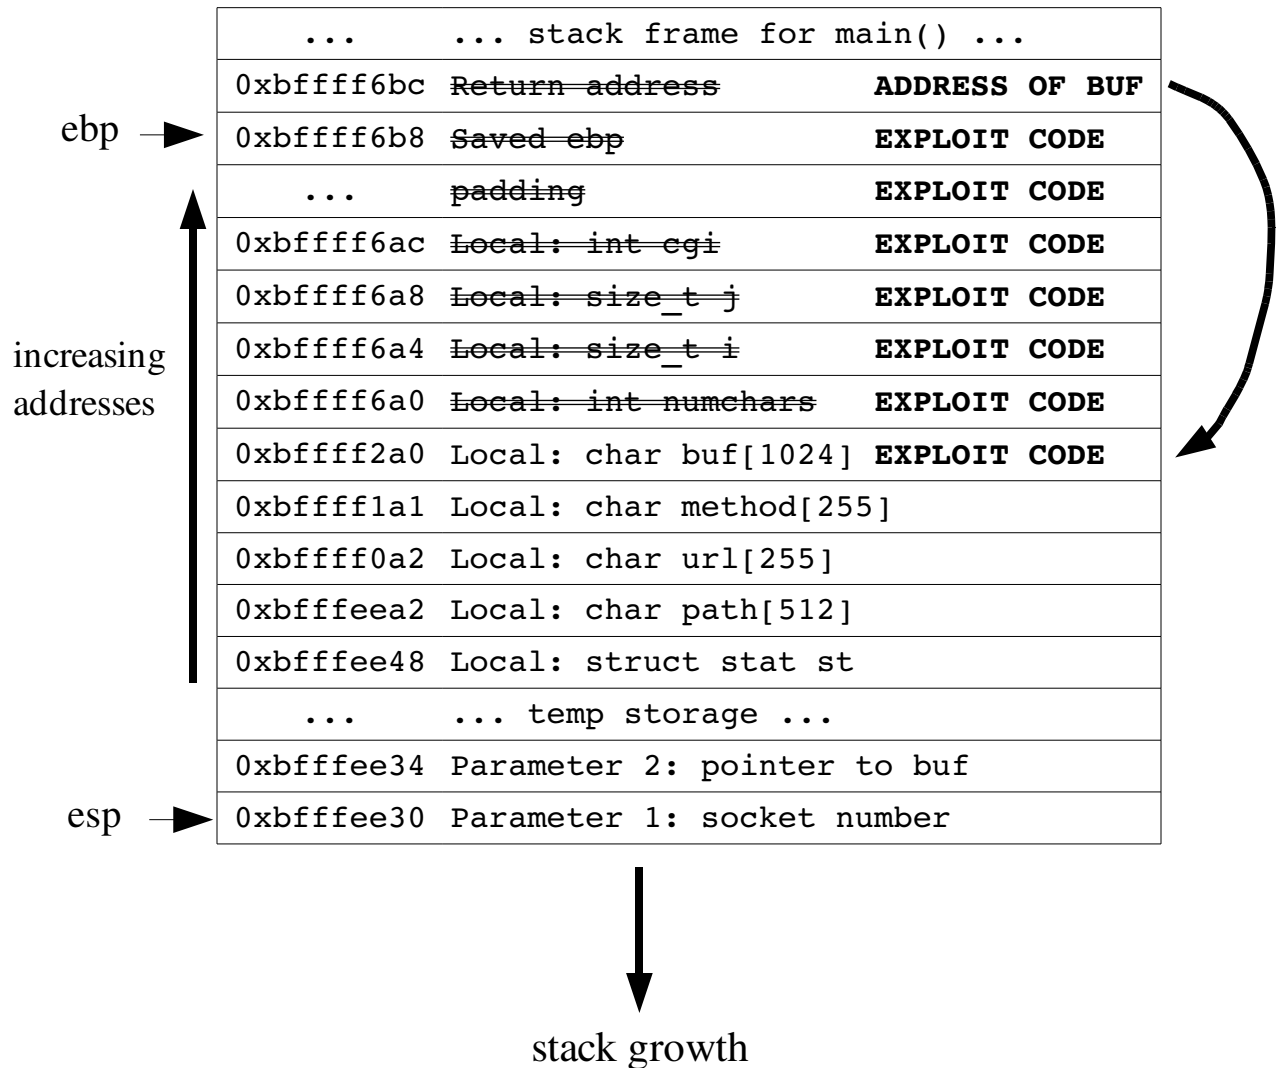 ... ... stack frame for main() ...
0xbffff6bc Return address ADDRESS OF BUF
ebp 0xbffff6b8 Saved ebp EXPLOIT CODE
... padding EXPLOIT CODE
0xbffff6ac Local: int cgi EXPLOIT CODE
0xbffff6a8 Local: size_t j EXPLOIT CODE
increasing
addresses
0xbffff6a4 Local: size_t i EXPLOIT CODE
0xbffff6a0 Local: int numchars EXPLOIT CODE
0xbffff2a0 Local: char buf[1024] EXPLOIT CODE
0xbffff1a1 Local: char method[255]
0xbffff0a2 Local: char url[255]
0xbfffeea2 Local: char path[512]
0xbfffee48 Local: struct stat st
... ... temp storage ...
0xbfffee34 Parameter 2: pointer to buf
esp 0xbfffee30 Parameter 1: socket number
stack growth